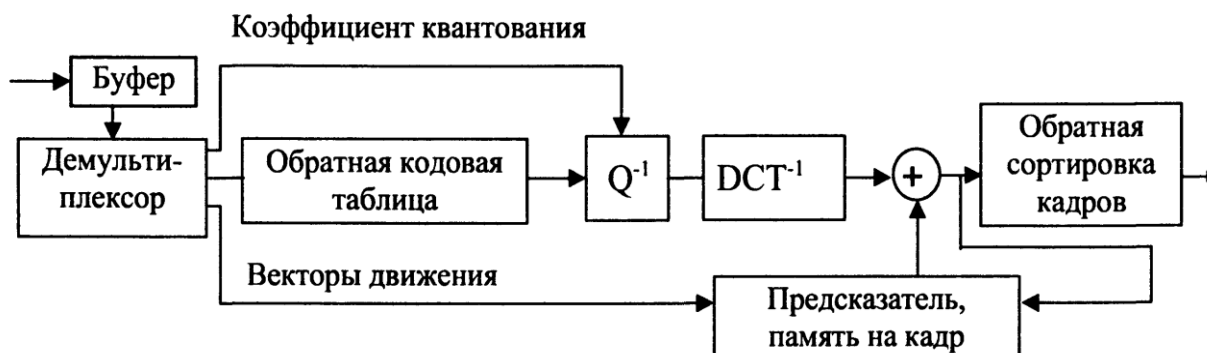 Коэффициент квантования
Буфер
Демульти-
плексор
Обратная кодовая
таблица
Q⁻¹
DCT⁻¹
+
Обратная
сортировка
кадров
Векторы движения
Предсказатель,
память на кадр